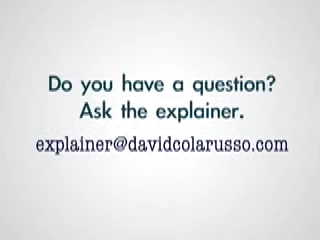 Do you have a question?
Ask the explainer.
explainer@davidcolarusso.com